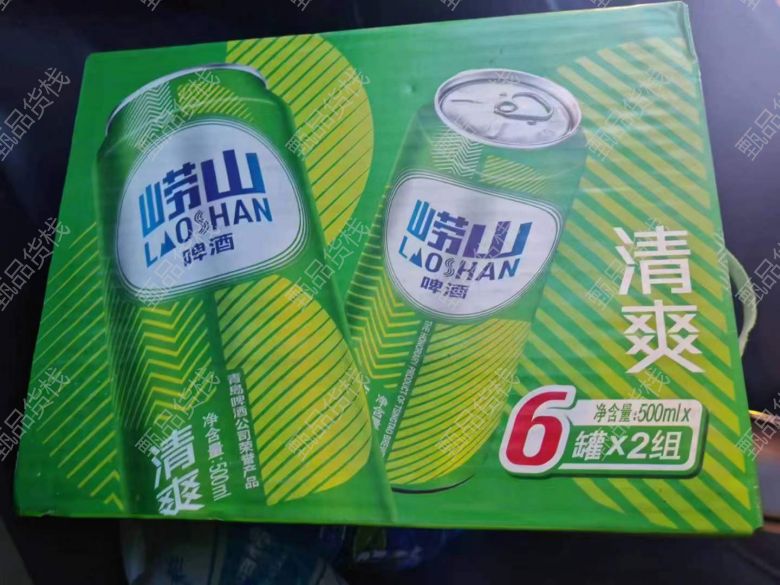 崂山
LAOSHAN
啤酒
清爽
净含量:500ml
青岛啤酒公司荣誉产品
崂山
LAOSHAN
啤酒
清爽
6
净含量:500mlx
罐x2组
甄品货栈